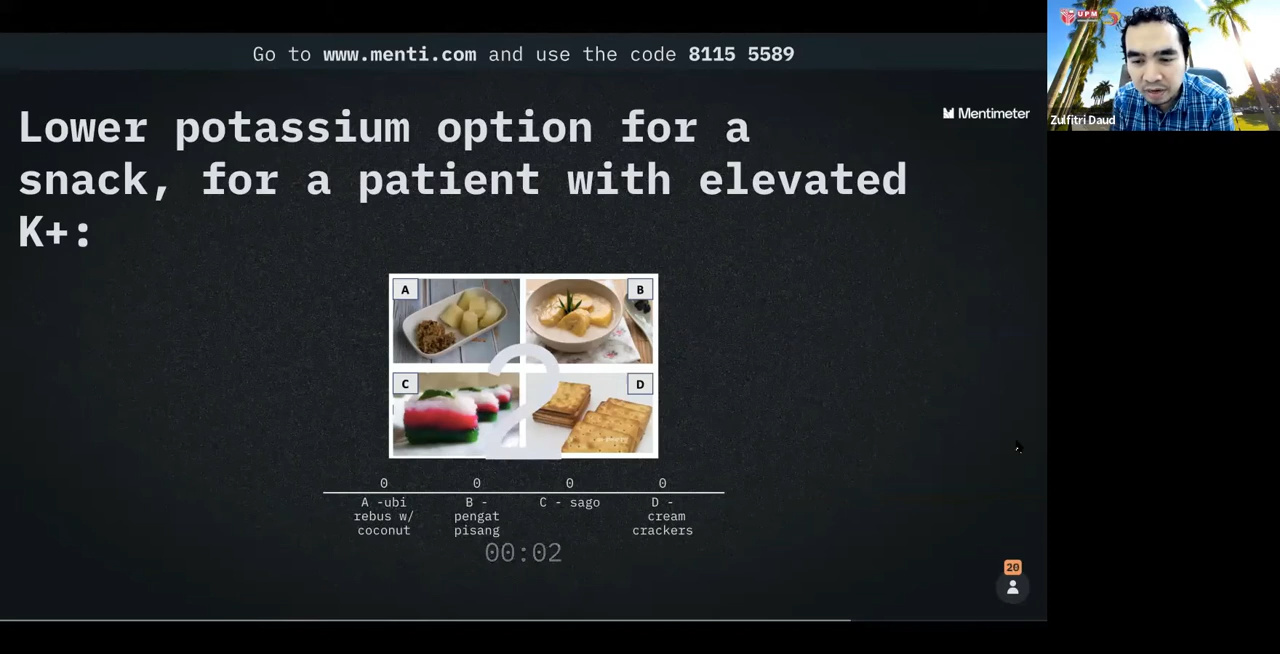 Go to www.menti.com and use the code 8115 5589
UPM
Mentimeter
Zulfitri Daud
Lower potassium option for a
snack, for a patient with elevated
K+:
A
B
C
D
2
0 0 0 0
A -ubi
rebus w/
coconut
B -
pengat
pisang
C - sago
D -
cream
crackers
00:02
20